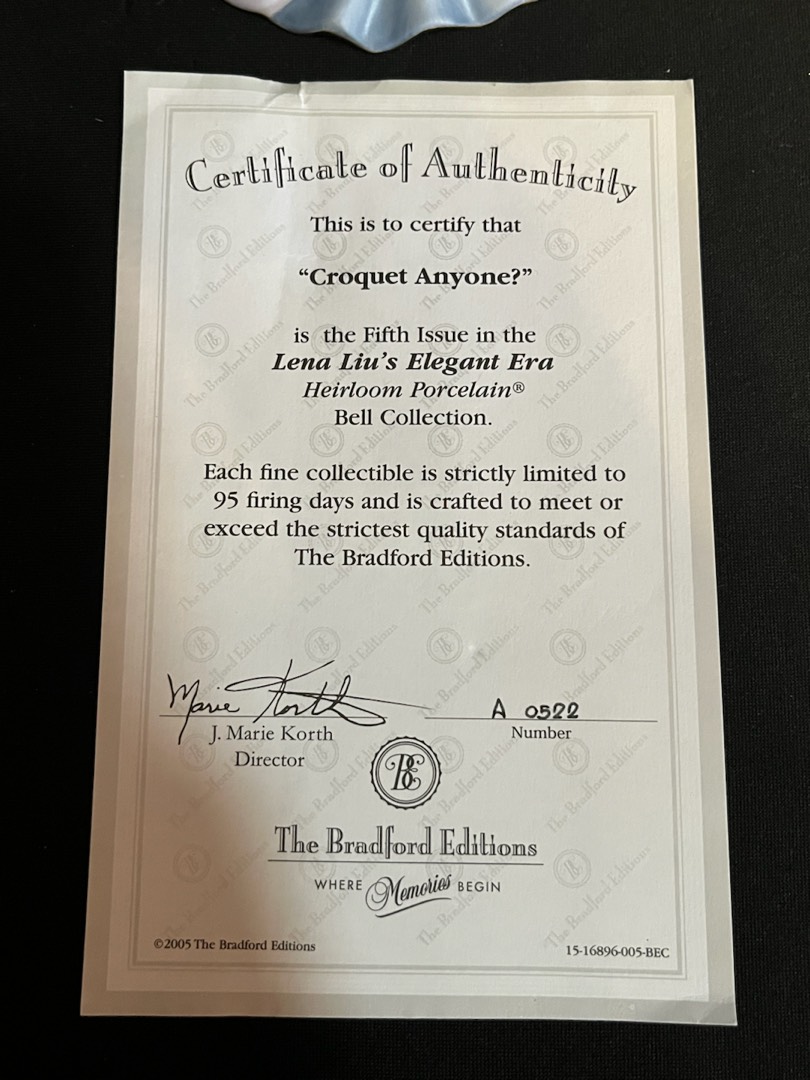 Certificate of Authenticity
This is to certify that
“Croquet Anyone?”
is the Fifth Issue in the
Lena Liu’s Elegant Era
Heirloom Porcelain®
Bell Collection.
Each fine collectible is strictly limited to
95 firing days and is crafted to meet or
exceed the strictest quality standards of
The Bradford Editions.
Marie Korth
J. Marie Korth
Director
A 0522
Number
BE
The Bradford Editions
WHERE Memories BEGIN
©2005 The Bradford Editions
15-16896-005-BEC